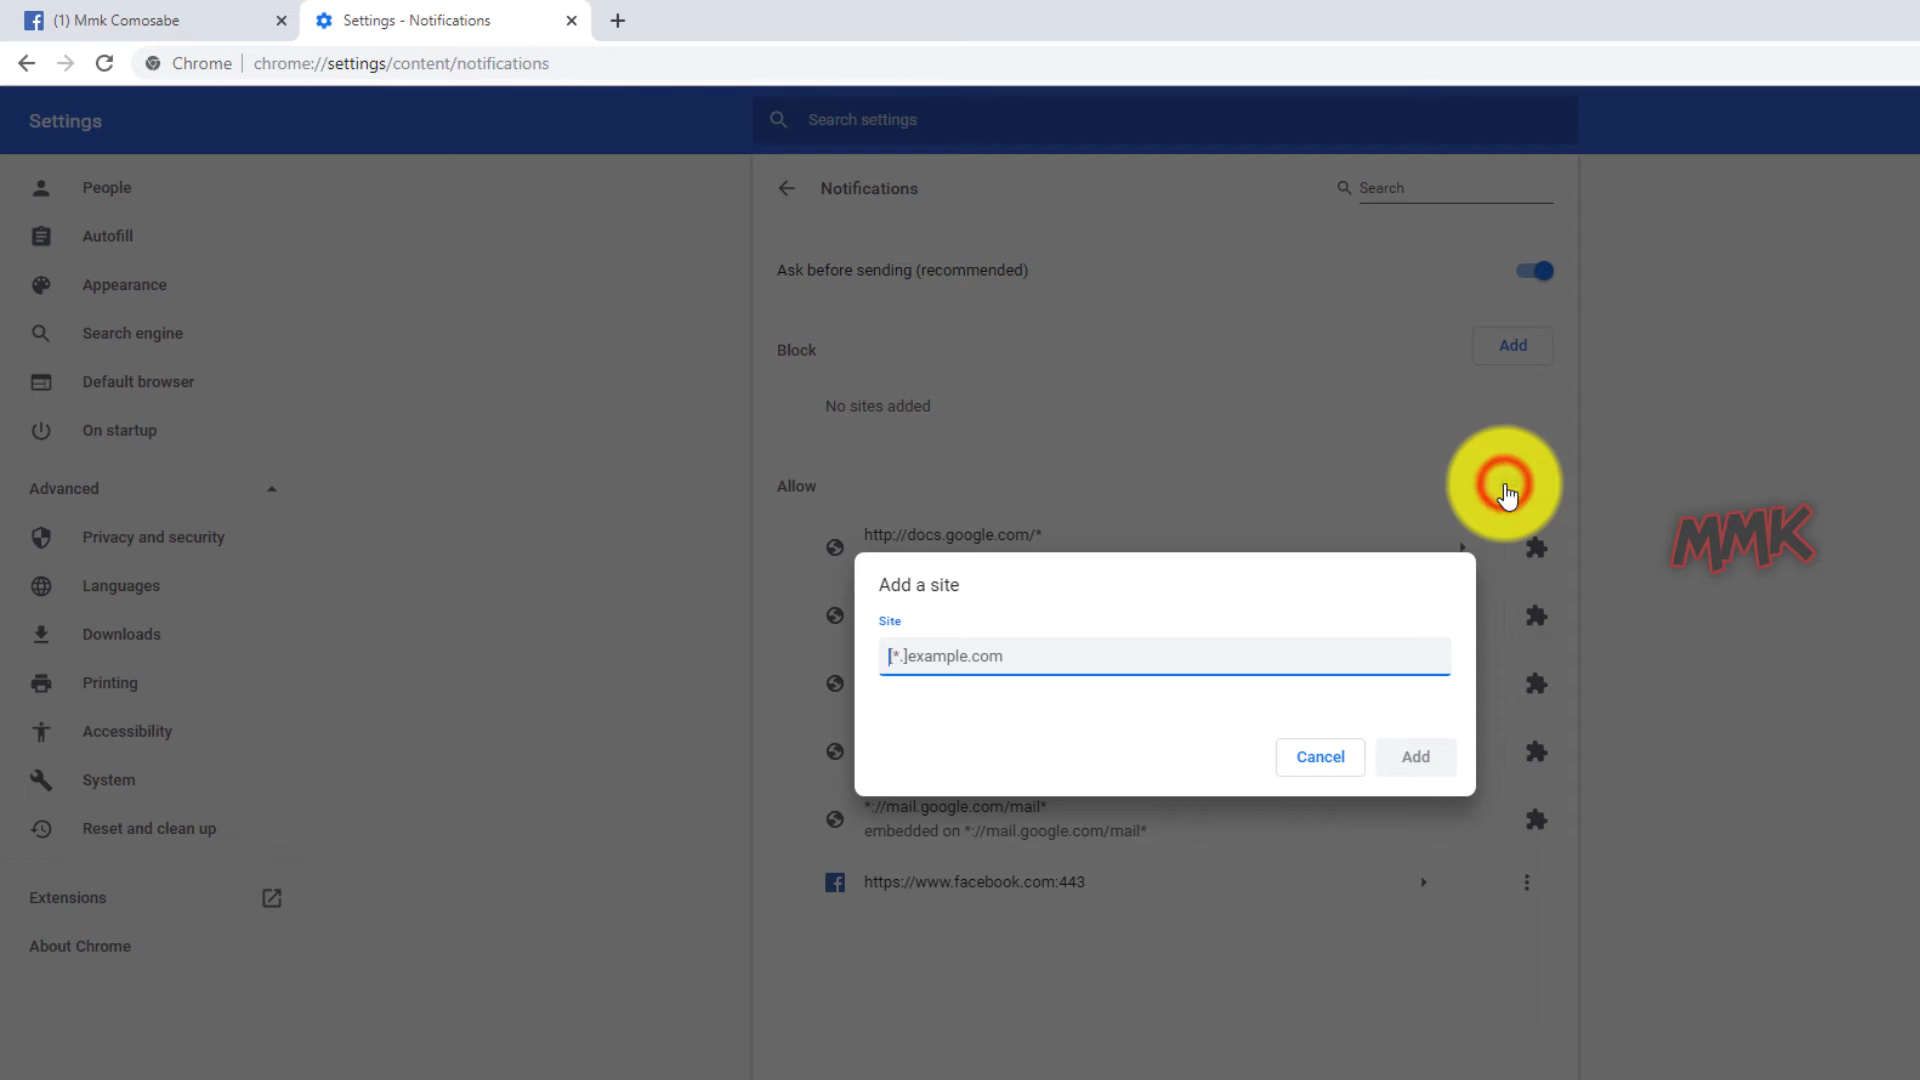 (1) Mmk Comosabe
Settings - Notifications
Chrome
chrome://settings/content/notifications
Settings
Search settings
People
Autofill
Appearance
Search engine
Default browser
On startup
Advanced
Privacy and security
Languages
Downloads
Printing
Accessibility
System
Reset and clean up
Extensions
About Chrome
Notifications
Search
Ask before sending (recommended)
Block
Add
No sites added
Allow
http://docs.google.com/*
Add a site
Site
[*.]example.com
Cancel
Add
*://mail.google.com/mail*
embedded on *://mail.google.com/mail*
https://www.facebook.com:443
MMK